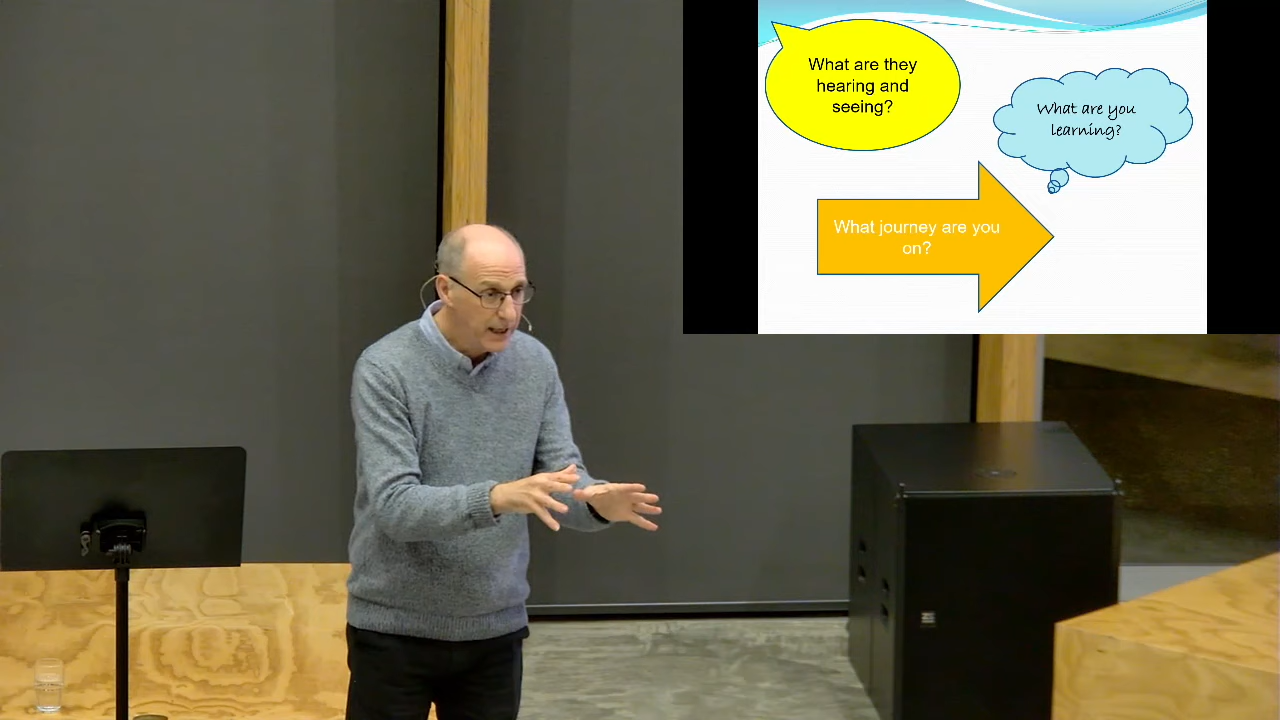 What are they
hearing and
seeing?
What are you
learning?
What journey are you
on?